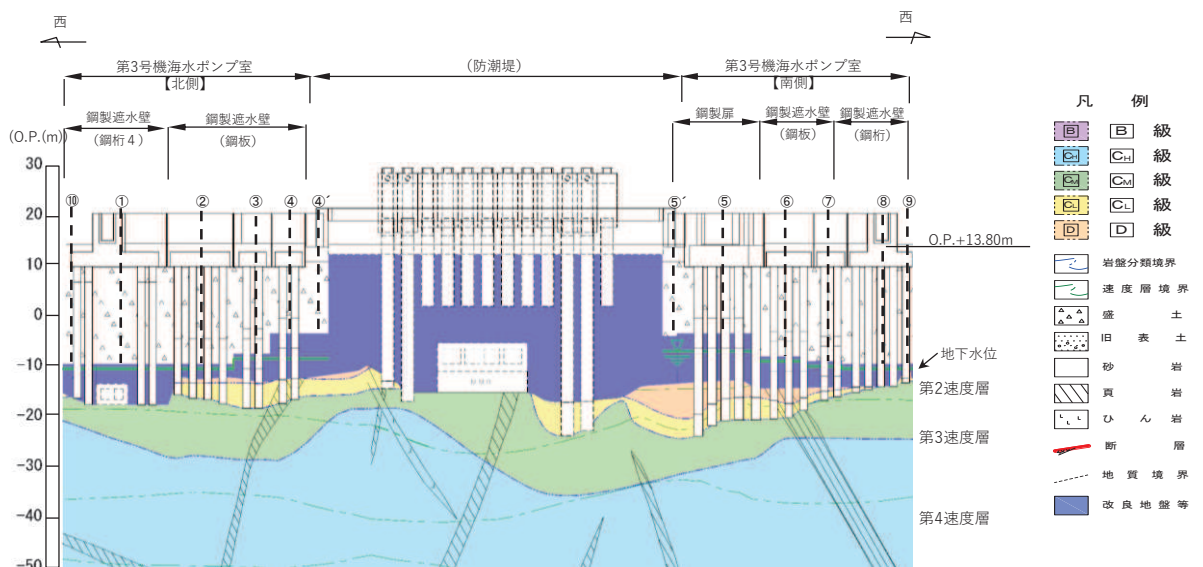 西
西
第3号機海水ポンプ室
【北側】
(防潮堤)
第3号機海水ポンプ室
【南側】
鋼製遮水壁
(鋼桁4)
鋼製遮水壁
(鋼板)
鋼製扉
鋼製遮水壁
(鋼板)
鋼製遮水壁
(鋼桁)
(O.P.(m))
30
20
10
0
-10
-20
-30
-40
-50
⑩
①
②
③
④
④´
⑤´
⑤
⑥
⑦
⑧
⑨
O.P.+13.80m
地下水位
第2速度層
第3速度層
第4速度層
凡 例
B B 級
CH CH 級
CM CM 級
CL CL 級
D D 級
岩盤分類境界
速度層境界
盛土
旧表土
砂岩
頁岩
ひん岩
断層
地質境界
改良地盤等